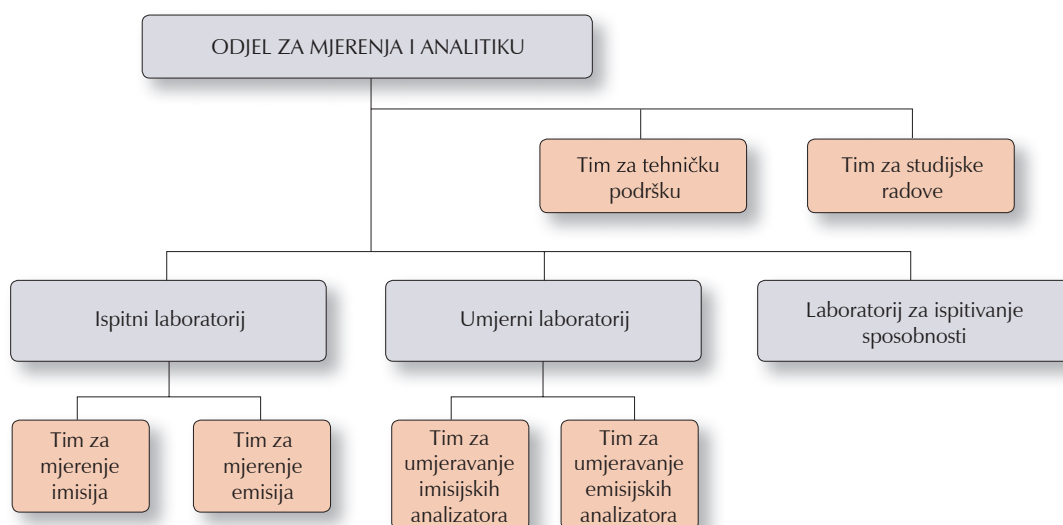 ODJEL ZA MJERENJA I ANALITIKU
Tim za tehničku
podršku
Tim za studijske
radove
Ispitni laboratorij
Umjerni laboratorij
Laboratorij za ispitivanje
sposobnosti
Tim za
mjerenje
imisija
Tim za
mjerenje
emisija
Tim za
umjeravanje
imisijskih
analizatora
Tim za
umjeravanje
emisijskih
analizatora